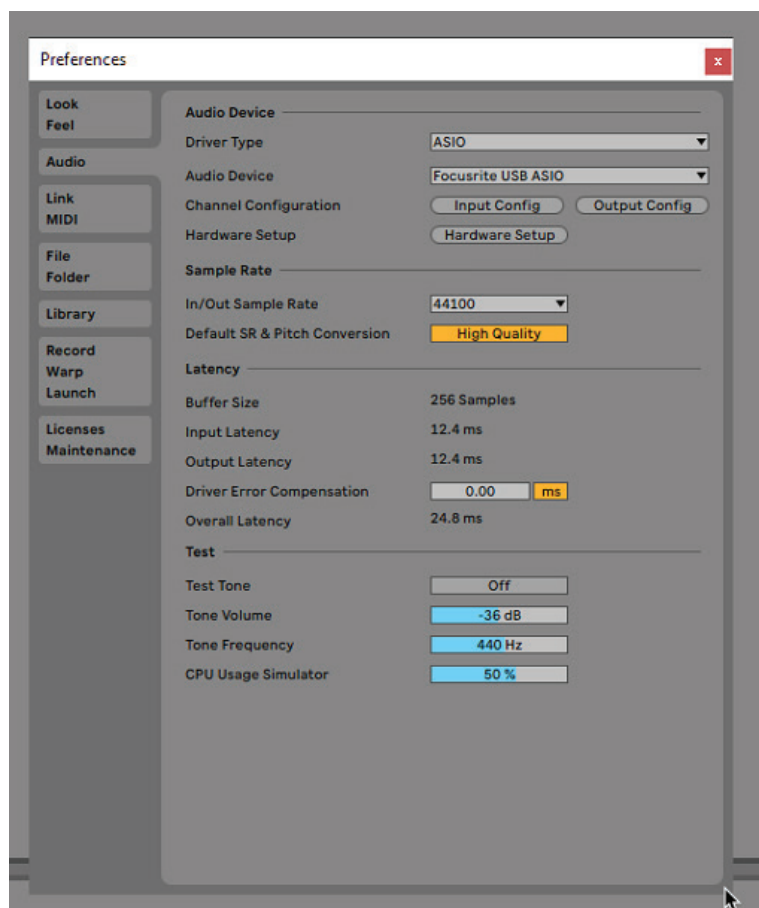 Preferences
x
Look
Feel
Audio
Link
MIDI
File
Folder
Library
Record
Warp
Launch
Licenses
Maintenance
Audio Device
Driver Type ASIO
Audio Device Focusrite USB ASIO
Channel Configuration Input Config Output Config
Hardware Setup Hardware Setup
Sample Rate
In/Out Sample Rate 44100
Default SR & Pitch Conversion High Quality
Latency
Buffer Size 256 Samples
Input Latency 12.4 ms
Output Latency 12.4 ms
Driver Error Compensation 0.00 ms
Overall Latency 24.8 ms
Test
Test Tone Off
Tone Volume -36 dB
Tone Frequency 440 Hz
CPU Usage Simulator 50 %